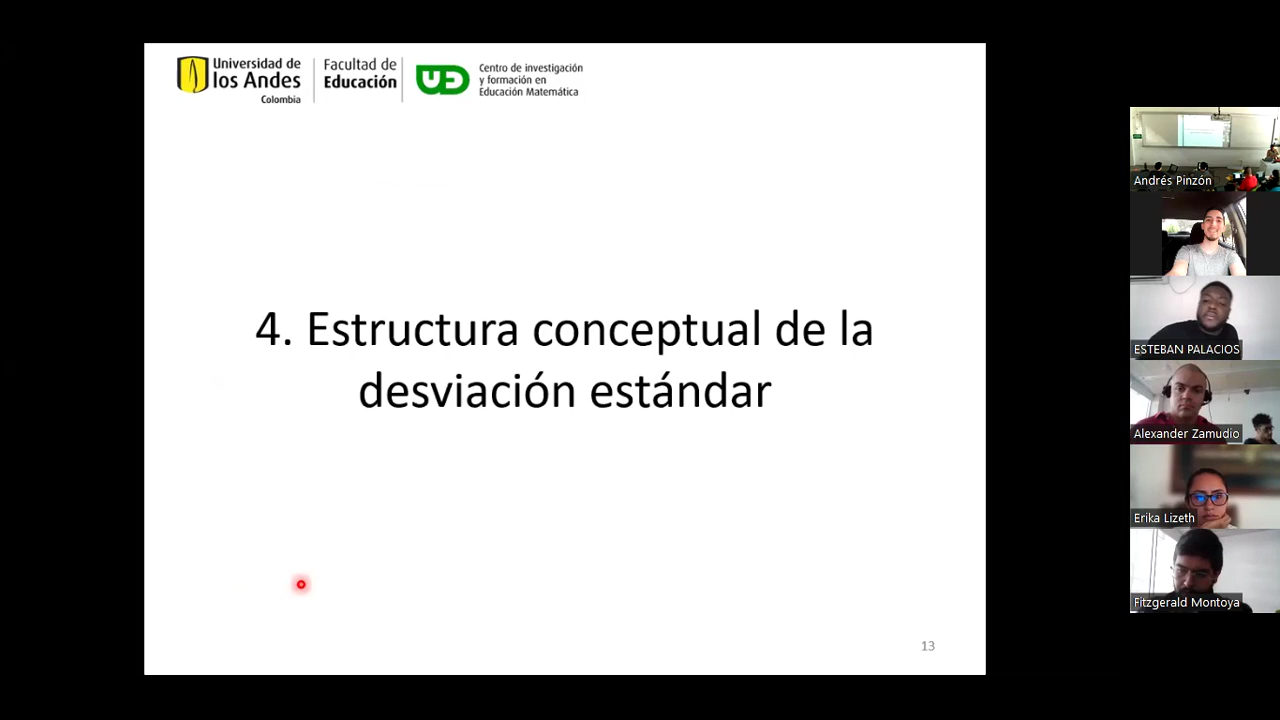 Universidad de
los Andes
Colombia
Facultad de
Educación
UED
Centro de investigación
y formación en
Educación Matemática
4. Estructura conceptual de la
desviación estándar
13
Andrés Pinzón
ESTEBAN PALACIOS
Alexander Zamudio
Erika Lizeth
Fitzgerald Montoya